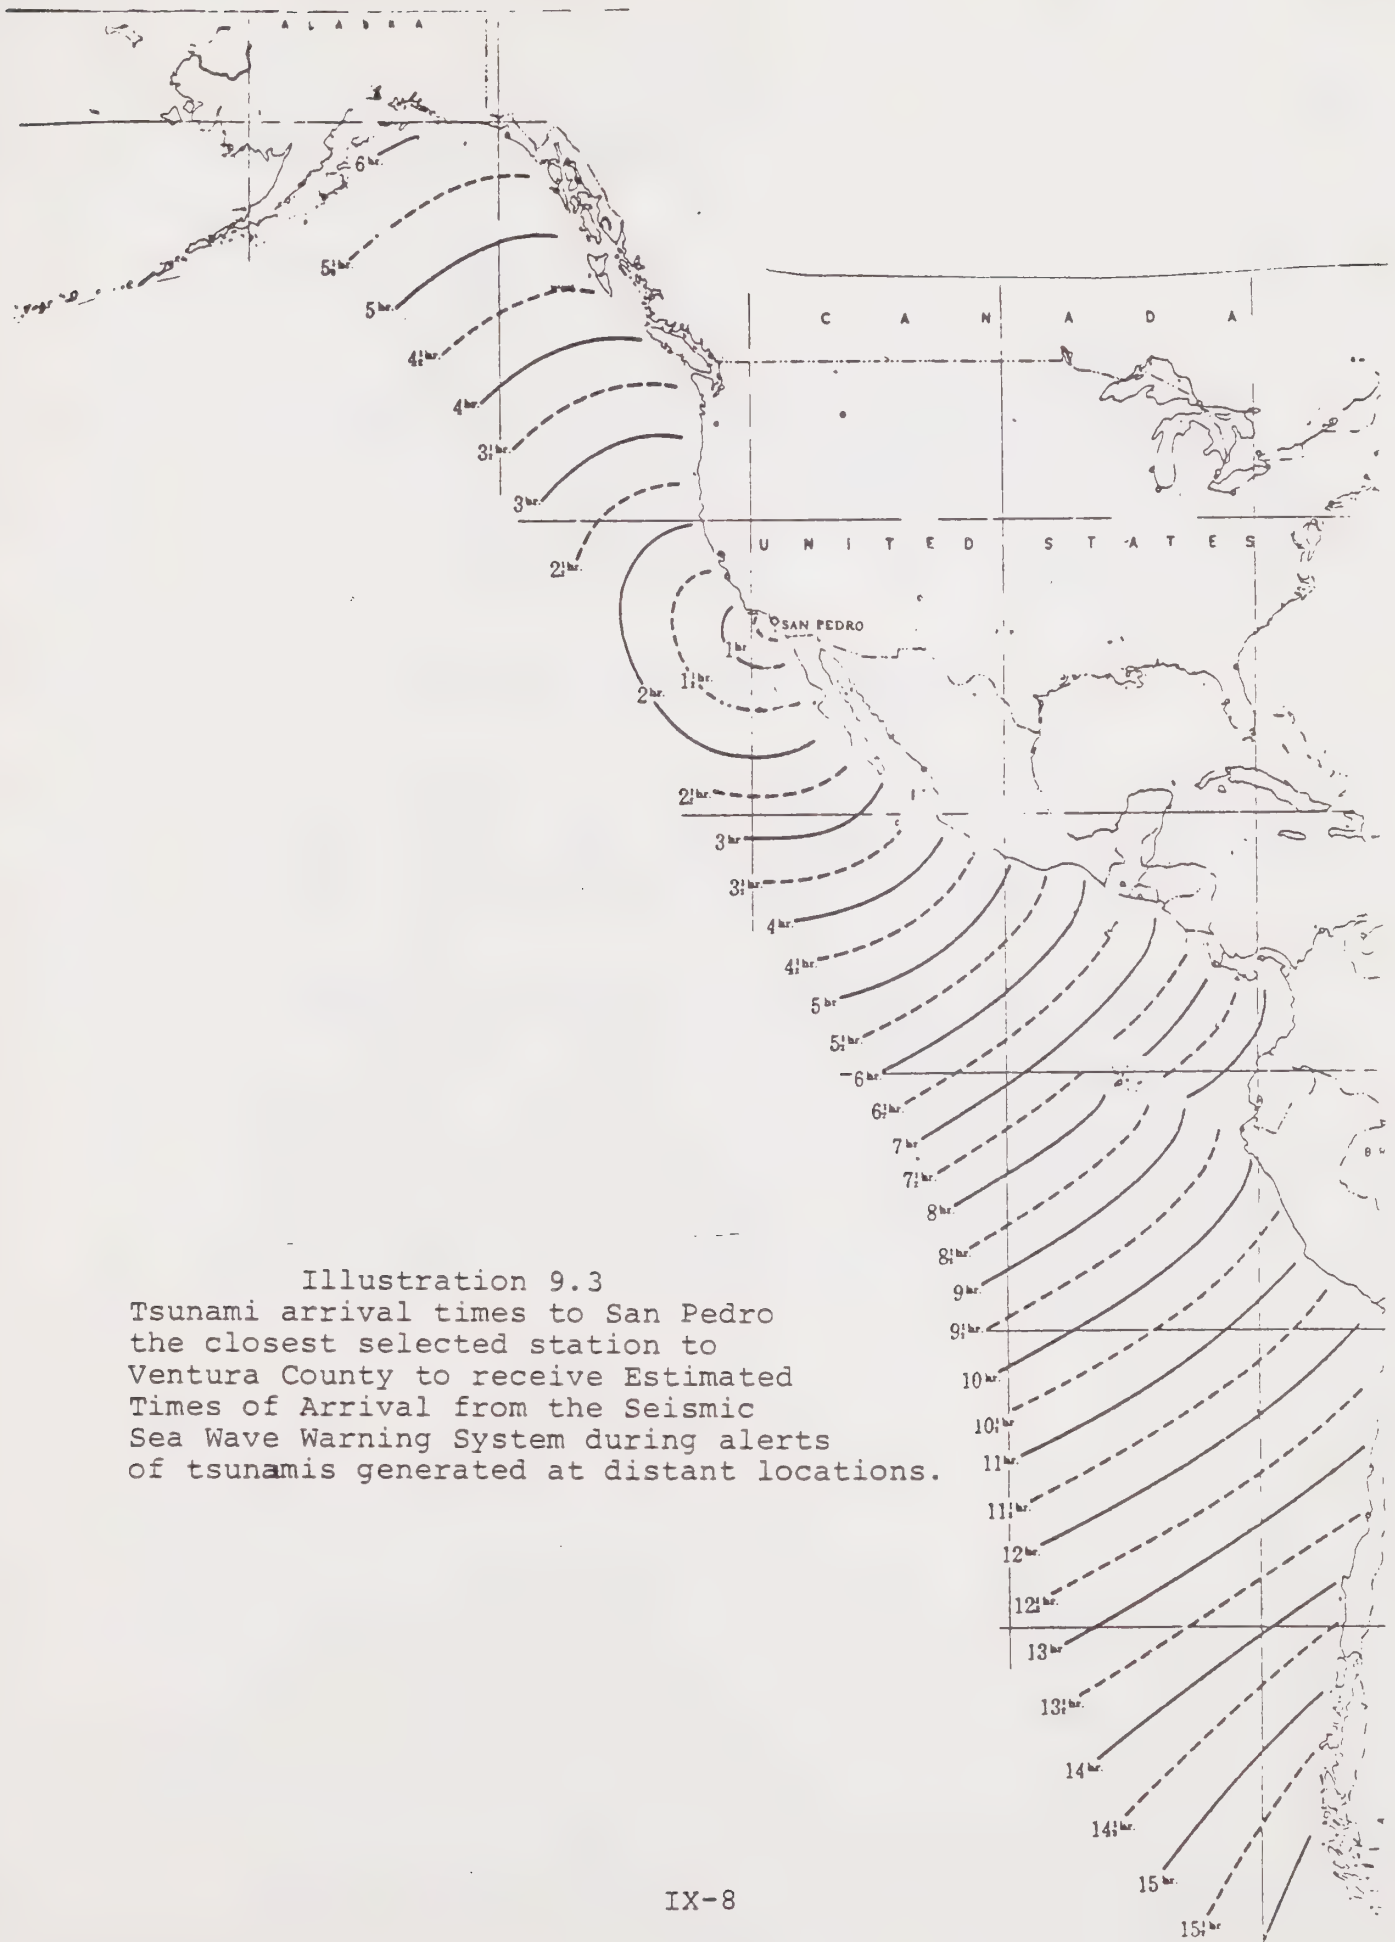 ALASKA
6 hr.
5½ hr.
5 hr.
4½ hr.
4 hr.
3½ hr.
3 hr.
2½ hr.
CANADA
UNITED STATES
SAN PEDRO
1 hr
1½ hr.
2 hr.
2½ hr.
3 hr
3½ hr.
4 hr.
4½ hr.
5 hr
5½ hr.
6 hr.
6½ hr.
7 hr
7½ hr.
8 hr.
8½ hr.
9 hr.
9½ hr.
10 hr.
10½ hr
11 hr.
11½ hr.
12 hr.
12½ hr.
13 hr.
13½ hr.
14 hr.
14½ hr.
15 hr.
15½ hr
Illustration 9.3
Tsunami arrival times to San Pedro
the closest selected station to
Ventura County to receive Estimated
Times of Arrival from the Seismic
Sea Wave Warning System during alerts
of tsunamis generated at distant locations.
IX-8